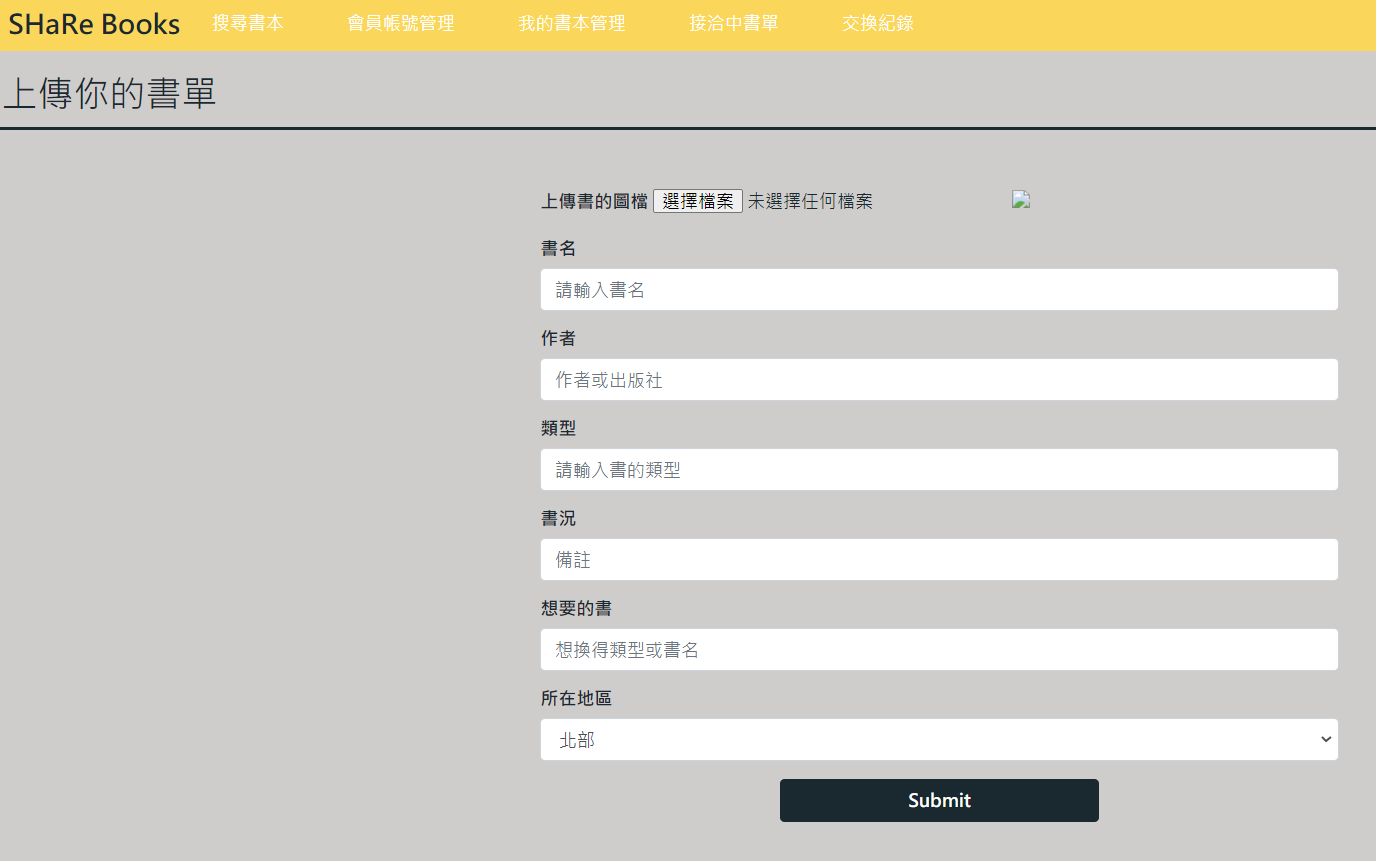 SHaRe Books 搜尋書本 會員帳號管理 我的書本管理 接洽中書單 交換紀錄
上傳你的書單
上傳書的圖檔 選擇檔案 未選擇任何檔案
書名
請輸入書名
作者
作者或出版社
類型
請輸入書的類型
書況
備註
想要的書
想換得類型或書名
所在地區
北部
Submit